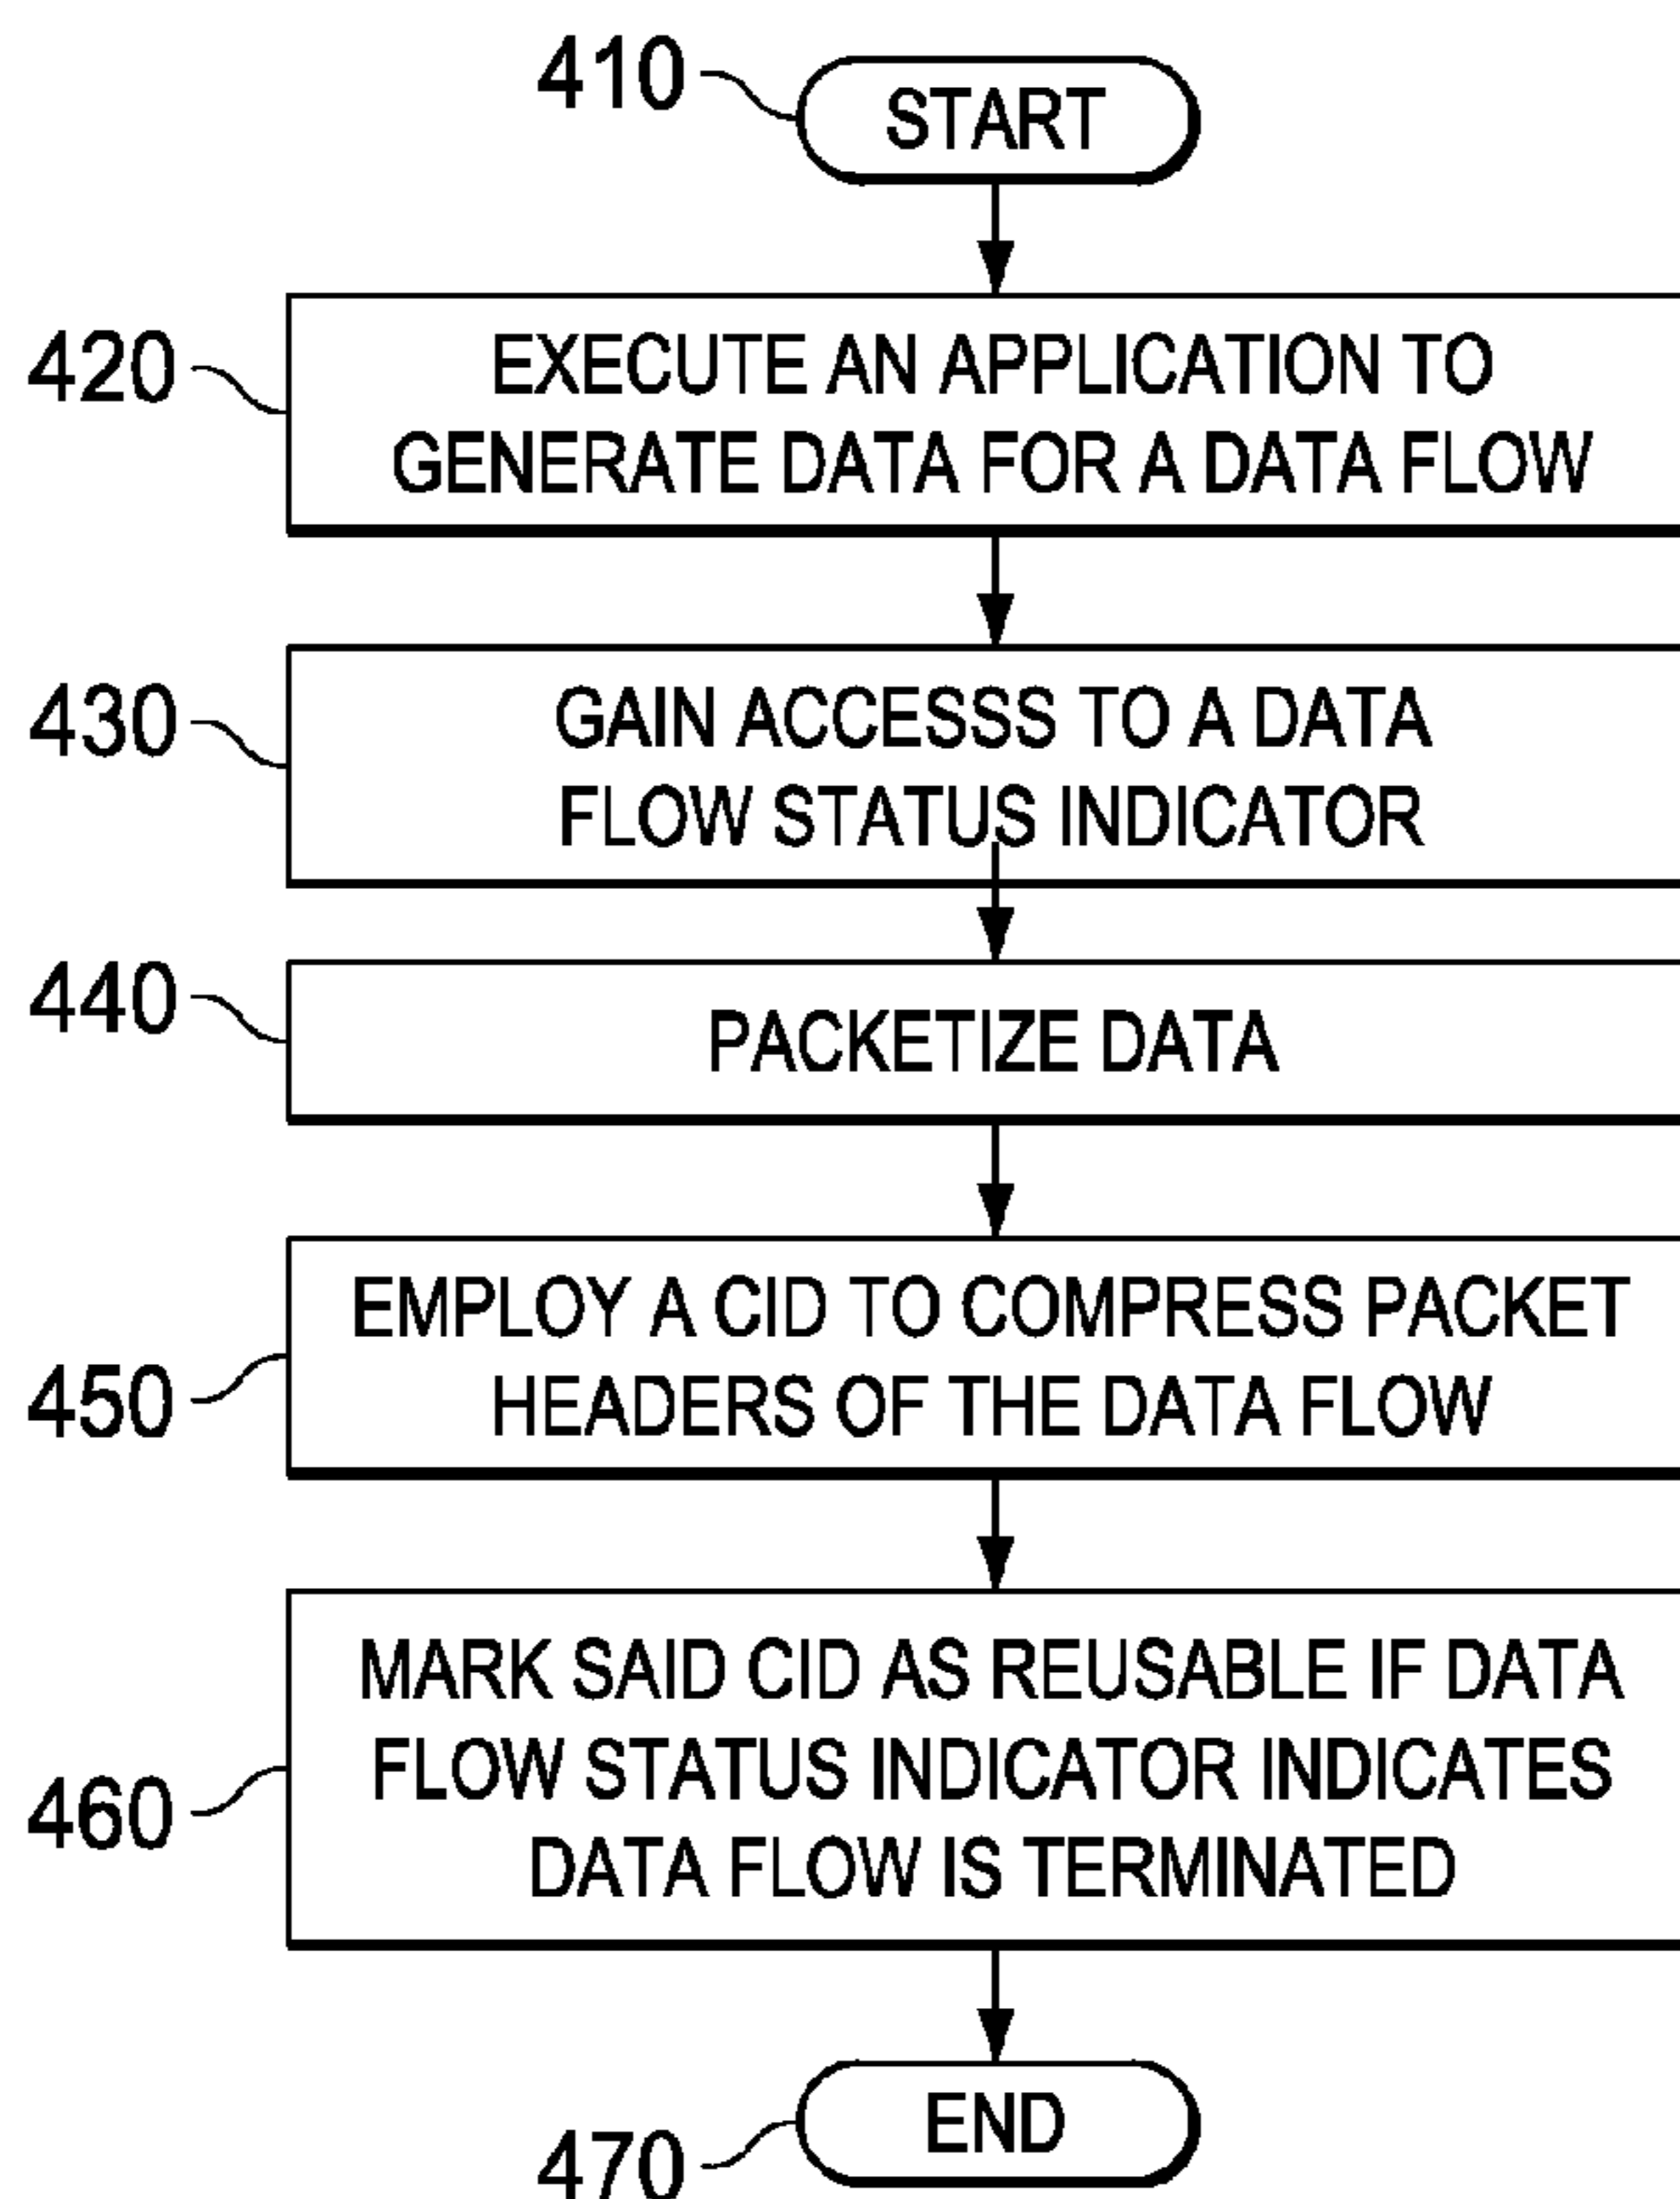 410
START
420
EXECUTE AN APPLICATION TO
GENERATE DATA FOR A DATA FLOW
430
GAIN ACCESSS TO A DATA
FLOW STATUS INDICATOR
440
PACKETIZE DATA
450
EMPLOY A CID TO COMPRESS PACKET
HEADERS OF THE DATA FLOW
460
MARK SAID CID AS REUSABLE IF DATA
FLOW STATUS INDICATOR INDICATES
DATA FLOW IS TERMINATED
470
END